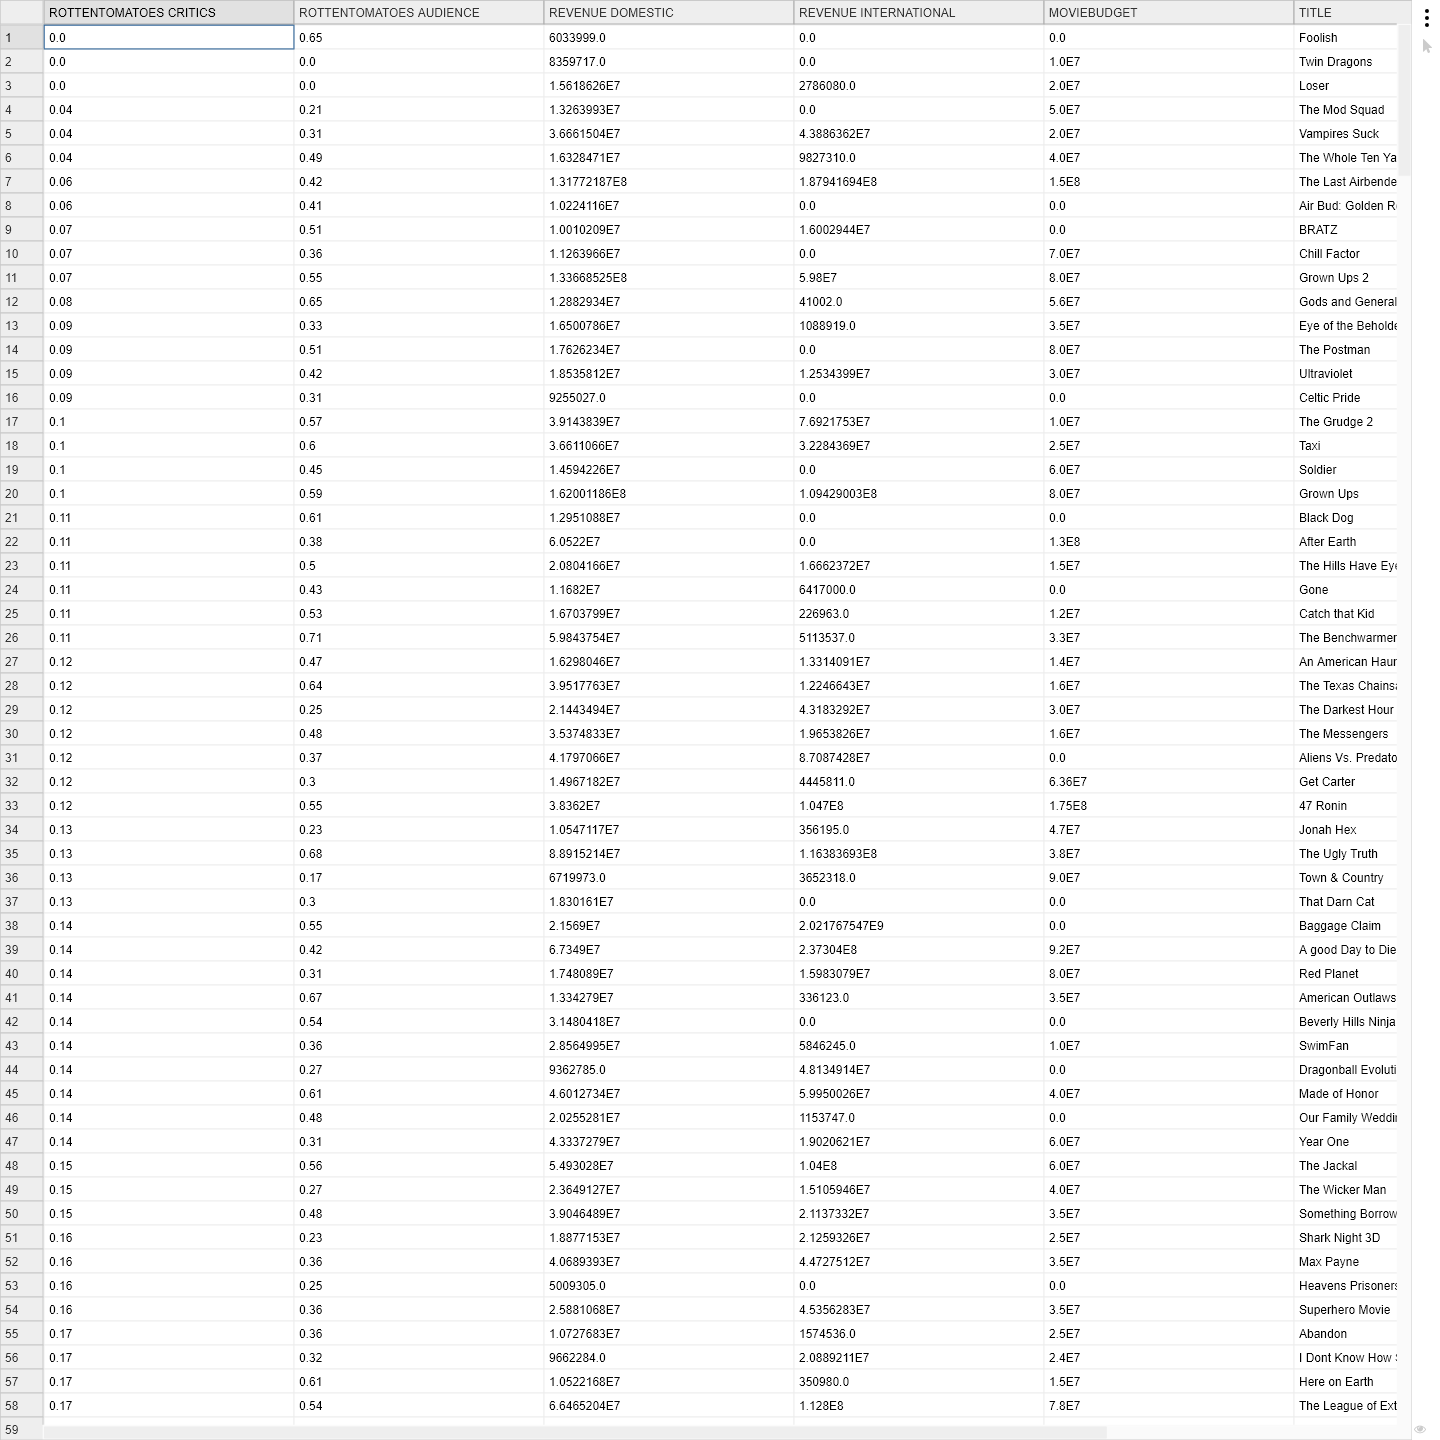 ROTTENTOMATOES CRITICS ROTTENTOMATOES AUDIENCE REVENUE DOMESTIC REVENUE INTERNATIONAL MOVIEBUDGET TITLE
1 0.0 0.65 6033999.0 0.0 0.0 Foolish
2 0.0 0.0 8359717.0 0.0 1.0E7 Twin Dragons
3 0.0 0.0 1.5618626E7 2786080.0 2.0E7 Loser
4 0.04 0.21 1.3263993E7 0.0 5.0E7 The Mod Squad
5 0.04 0.31 3.6661504E7 4.3886362E7 2.0E7 Vampires Suck
6 0.04 0.49 1.6328471E7 9827310.0 4.0E7 The Whole Ten Ya
7 0.06 0.42 1.31772187E8 1.87941694E8 1.5E8 The Last Airbende
8 0.06 0.41 1.0224116E7 0.0 0.0 Air Bud: Golden R
9 0.07 0.51 1.0010209E7 1.6002944E7 0.0 BRATZ
10 0.07 0.36 1.1263966E7 0.0 7.0E7 Chill Factor
11 0.07 0.55 1.33668525E8 5.98E7 8.0E7 Grown Ups 2
12 0.08 0.65 1.2882934E7 41002.0 5.6E7 Gods and General
13 0.09 0.33 1.6500786E7 1088919.0 3.5E7 Eye of the Beholde
14 0.09 0.51 1.7626234E7 0.0 8.0E7 The Postman
15 0.09 0.42 1.8535812E7 1.2534399E7 3.0E7 Ultraviolet
16 0.09 0.31 9255027.0 0.0 0.0 Celtic Pride
17 0.1 0.57 3.9143839E7 7.6921753E7 1.0E7 The Grudge 2
18 0.1 0.6 3.6611066E7 3.2284369E7 2.5E7 Taxi
19 0.1 0.45 1.4594226E7 0.0 6.0E7 Soldier
20 0.1 0.59 1.62001186E8 1.09429003E8 8.0E7 Grown Ups
21 0.11 0.61 1.2951088E7 0.0 0.0 Black Dog
22 0.11 0.38 6.0522E7 0.0 1.3E8 After Earth
23 0.11 0.5 2.0804166E7 1.6662372E7 1.5E7 The Hills Have Eye
24 0.11 0.43 1.1682E7 6417000.0 0.0 Gone
25 0.11 0.53 1.6703799E7 226963.0 1.2E7 Catch that Kid
26 0.11 0.71 5.9843754E7 5113537.0 3.3E7 The Benchwarmer
27 0.12 0.47 1.6298046E7 1.3314091E7 1.4E7 An American Haun
28 0.12 0.64 3.9517763E7 1.2246643E7 1.6E7 The Texas Chainsa
29 0.12 0.25 2.1443494E7 4.3183292E7 3.0E7 The Darkest Hour
30 0.12 0.48 3.5374833E7 1.9653826E7 1.6E7 The Messengers
31 0.12 0.37 4.1797066E7 8.7087428E7 0.0 Aliens Vs. Predato
32 0.12 0.3 1.4967182E7 4445811.0 6.36E7 Get Carter
33 0.12 0.55 3.8362E7 1.047E8 1.75E8 47 Ronin
34 0.13 0.23 1.0547117E7 356195.0 4.7E7 Jonah Hex
35 0.13 0.68 8.8915214E7 1.16383693E8 3.8E7 The Ugly Truth
36 0.13 0.17 6719973.0 3652318.0 9.0E7 Town & Country
37 0.13 0.3 1.830161E7 0.0 0.0 That Darn Cat
38 0.14 0.55 2.1569E7 2.021767547E9 0.0 Baggage Claim
39 0.14 0.42 6.7349E7 2.37304E8 9.2E7 A good Day to Die
40 0.14 0.31 1.748089E7 1.5983079E7 8.0E7 Red Planet
41 0.14 0.67 1.334279E7 336123.0 3.5E7 American Outlaws
42 0.14 0.54 3.1480418E7 0.0 0.0 Beverly Hills Ninja
43 0.14 0.36 2.8564995E7 5846245.0 1.0E7 SwimFan
44 0.14 0.27 9362785.0 4.8134914E7 0.0 Dragonball Evoluti
45 0.14 0.61 4.6012734E7 5.9950026E7 4.0E7 Made of Honor
46 0.14 0.48 2.0255281E7 1153747.0 0.0 Our Family Weddin
47 0.14 0.31 4.3337279E7 1.9020621E7 6.0E7 Year One
48 0.15 0.56 5.493028E7 1.04E8 6.0E7 The Jackal
49 0.15 0.27 2.3649127E7 1.5105946E7 4.0E7 The Wicker Man
50 0.15 0.48 3.9046489E7 2.1137332E7 3.5E7 Something Borrow
51 0.16 0.23 1.8877153E7 2.1259326E7 2.5E7 Shark Night 3D
52 0.16 0.36 4.0689393E7 4.4727512E7 3.5E7 Max Payne
53 0.16 0.25 5009305.0 0.0 0.0 Heavens Prisoners
54 0.16 0.36 2.5881068E7 4.5356283E7 3.5E7 Superhero Movie
55 0.17 0.36 1.0727683E7 1574536.0 2.5E7 Abandon
56 0.17 0.32 9662284.0 2.0889211E7 2.4E7 I Dont Know How
57 0.17 0.61 1.0522168E7 350980.0 1.5E7 Here on Earth
58 0.17 0.54 6.6465204E7 1.128E8 7.8E7 The League of Ext
59